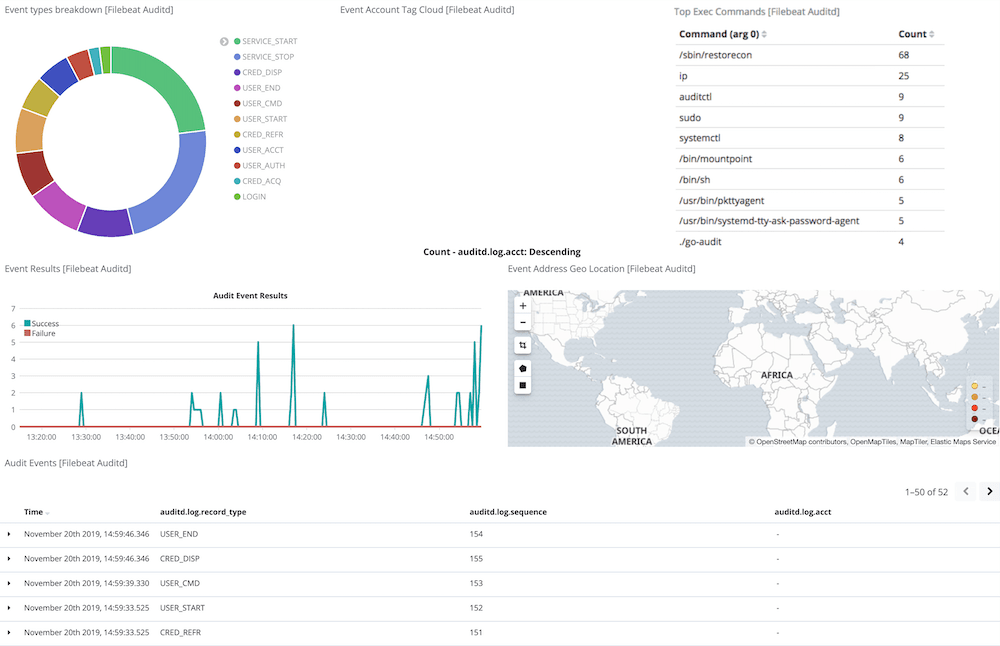 Event types breakdown [Filebeat Auditd]
SERVICE_START
SERVICE_STOP
CRED_DISP
USER_END
USER_CMD
USER_START
CRED_REFR
USER_ACCT
USER_AUTH
CRED_ACQ
LOGIN
Event Account Tag Cloud [Filebeat Auditd]
Count - auditd.log.acct: Descending
Top Exec Commands [Filebeat Auditd]
Command (arg 0) Count
/sbin/restorecon 68
ip 25
auditctl 9
sudo 9
systemctl 8
/bin/mountpoint 6
/bin/sh 6
/usr/bin/pkttyagent 5
/usr/bin/systemd-tty-ask-password-agent 5
./go-audit 4
Event Results [Filebeat Auditd]
Audit Event Results
7
6
5
4
3
2
1
0
Success
Failure
13:20:00 13:30:00 13:40:00 13:50:00 14:00:00 14:10:00 14:20:00 14:30:00 14:40:00 14:50:00
Event Address Geo Location [Filebeat Auditd]
+
−
AMERICA
AFRICA
SOUTH
AMERICA
OCEA
–
–
–
–
© OpenStreetMap contributors, OpenMapTiles, MapTiler, Elastic Maps Service
Audit Events [Filebeat Auditd]
1–50 of 52
Time auditd.log.record_type auditd.log.sequence auditd.log.acct
November 20th 2019, 14:59:46.346 USER_END 154 -
November 20th 2019, 14:59:46.346 CRED_DISP 155 -
November 20th 2019, 14:59:39.330 USER_CMD 153 -
November 20th 2019, 14:59:33.525 USER_START 152 -
November 20th 2019, 14:59:33.525 CRED_REFR 151 -